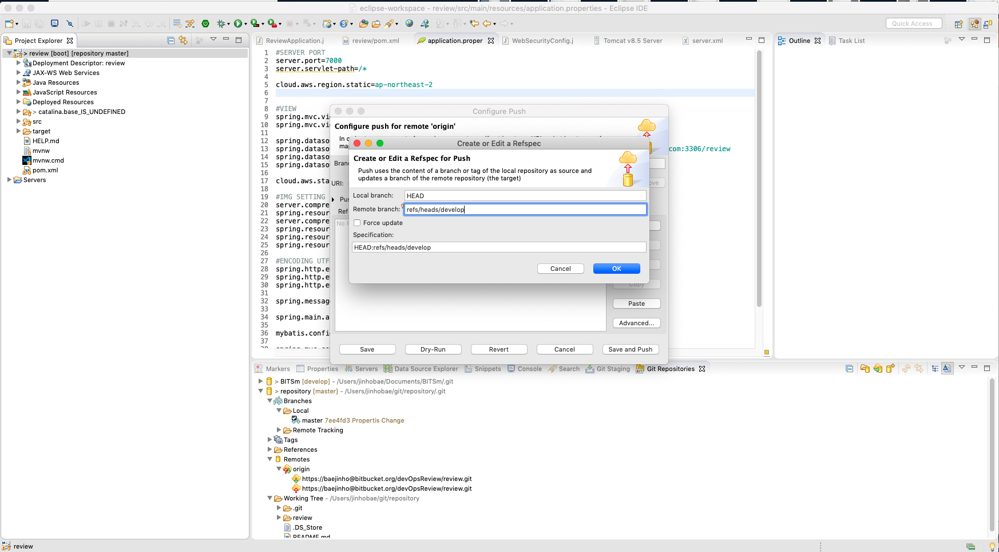 eclipse-workspace - review/src/main/resources/application.properties - Eclipse IDE
Quick Access
Project Explorer
> review [boot] [repository master]
Deployment Descriptor: review
JAX-WS Web Services
Java Resources
JavaScript Resources
Deployed Resources
> catalina.base_IS_UNDEFINED
src
target
HELP.md
mvnw
mvnw.cmd
pom.xml
Servers
ReviewApplication.j
review/pom.xml
application.proper
WebSecurityConfig.j
Tomcat v8.5 Server
server.xml
1 #SERVER PORT
2 server.port=7000
3 server.servlet-path=/*
4
5 cloud.aws.region.static=ap-northeast-2
6
7
8 #VIEW
9 spring.mvc.vi
10 spring.mvc.vi
11
12 spring.datasou
13 spring.datasou com:3306/review
14 spring.datasou
15 spring.datasou
16
17 cloud.aws.sta
18
19 #IMG SETTING
20 server.compre
21 spring.resour
22 server.compre
23 spring.resour
24 spring.resour
25 spring.resour
26
27 #ENCODING UTF
28 spring.http.e
29 spring.http.e
30 spring.http.e
31
32 spring.messag
33
34 spring.main.a
35
36 mybatis.confi
37
Configure Push
Configure push for remote 'origin'
Bran
URI:
Pu
Ref
No
Create or Edit a Refspec
Create or Edit a Refspec for Push
Push uses the content of a branch or tag of the local repository as source and
updates a branch of the remote repository (the target)
Local branch: HEAD
Remote branch: refs/heads/develop
Force update
Specification:
HEAD:refs/heads/develop
Cancel
OK
Copy
Paste
Advanced...
Save
Dry-Run
Revert
Cancel
Save and Push
Outline
Task List
Markers
Properties
Servers
Data Source Explorer
Snippets
Console
Search
Git Staging
Git Repositories
> BITSm [develop] - /Users/jinhobae/Documents/BITSm/.git
> repository [master] - /Users/jinhobae/git/repository/.git
Branches
Local
master 7ee4fd3 Propertis Change
Remote Tracking
Tags
References
Remotes
origin
https://baejinho@bitbucket.org/devOpsReview/review.git
https://baejinho@bitbucket.org/devOpsReview/review.git
Working Tree - /Users/jinhobae/git/repository
.git
review
.DS_Store
README.md
review